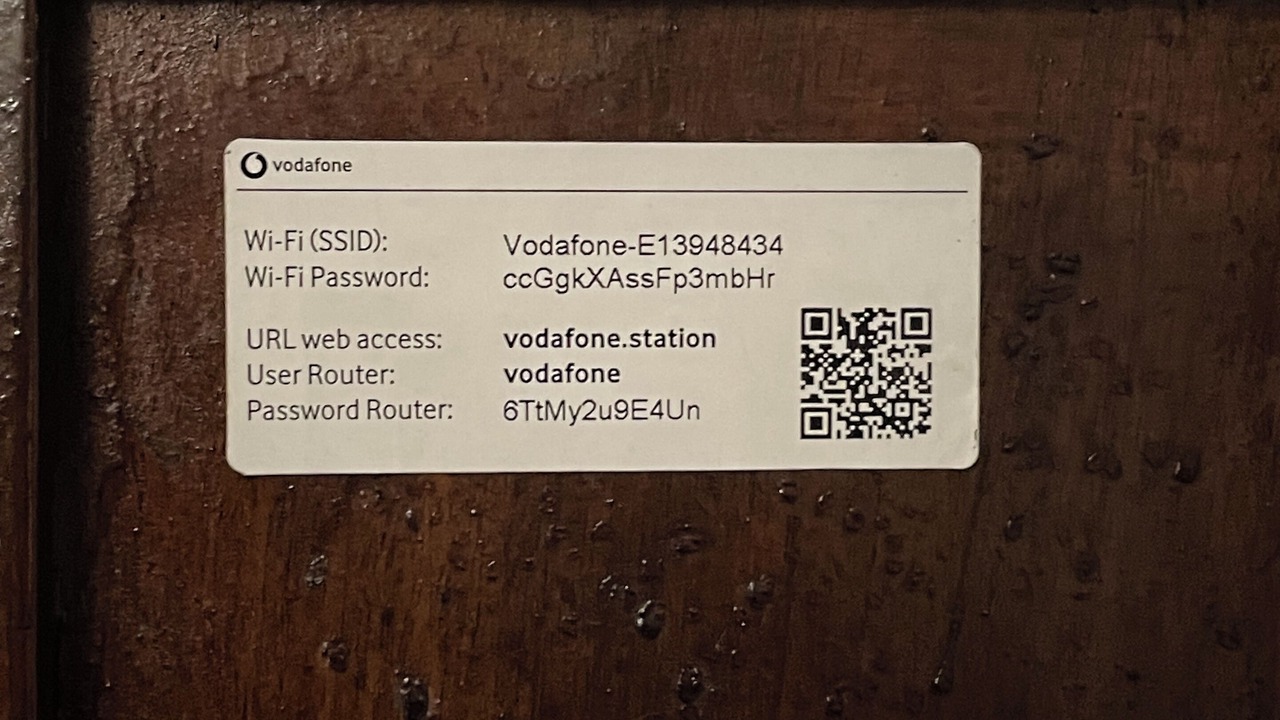 vodafone
Wi-Fi (SSID): Vodafone-E13948434
Wi-Fi Password: ccGgkXAssFp3mbHr
URL web access: vodafone.station
User Router: vodafone
Password Router: 6TtMy2u9E4Un